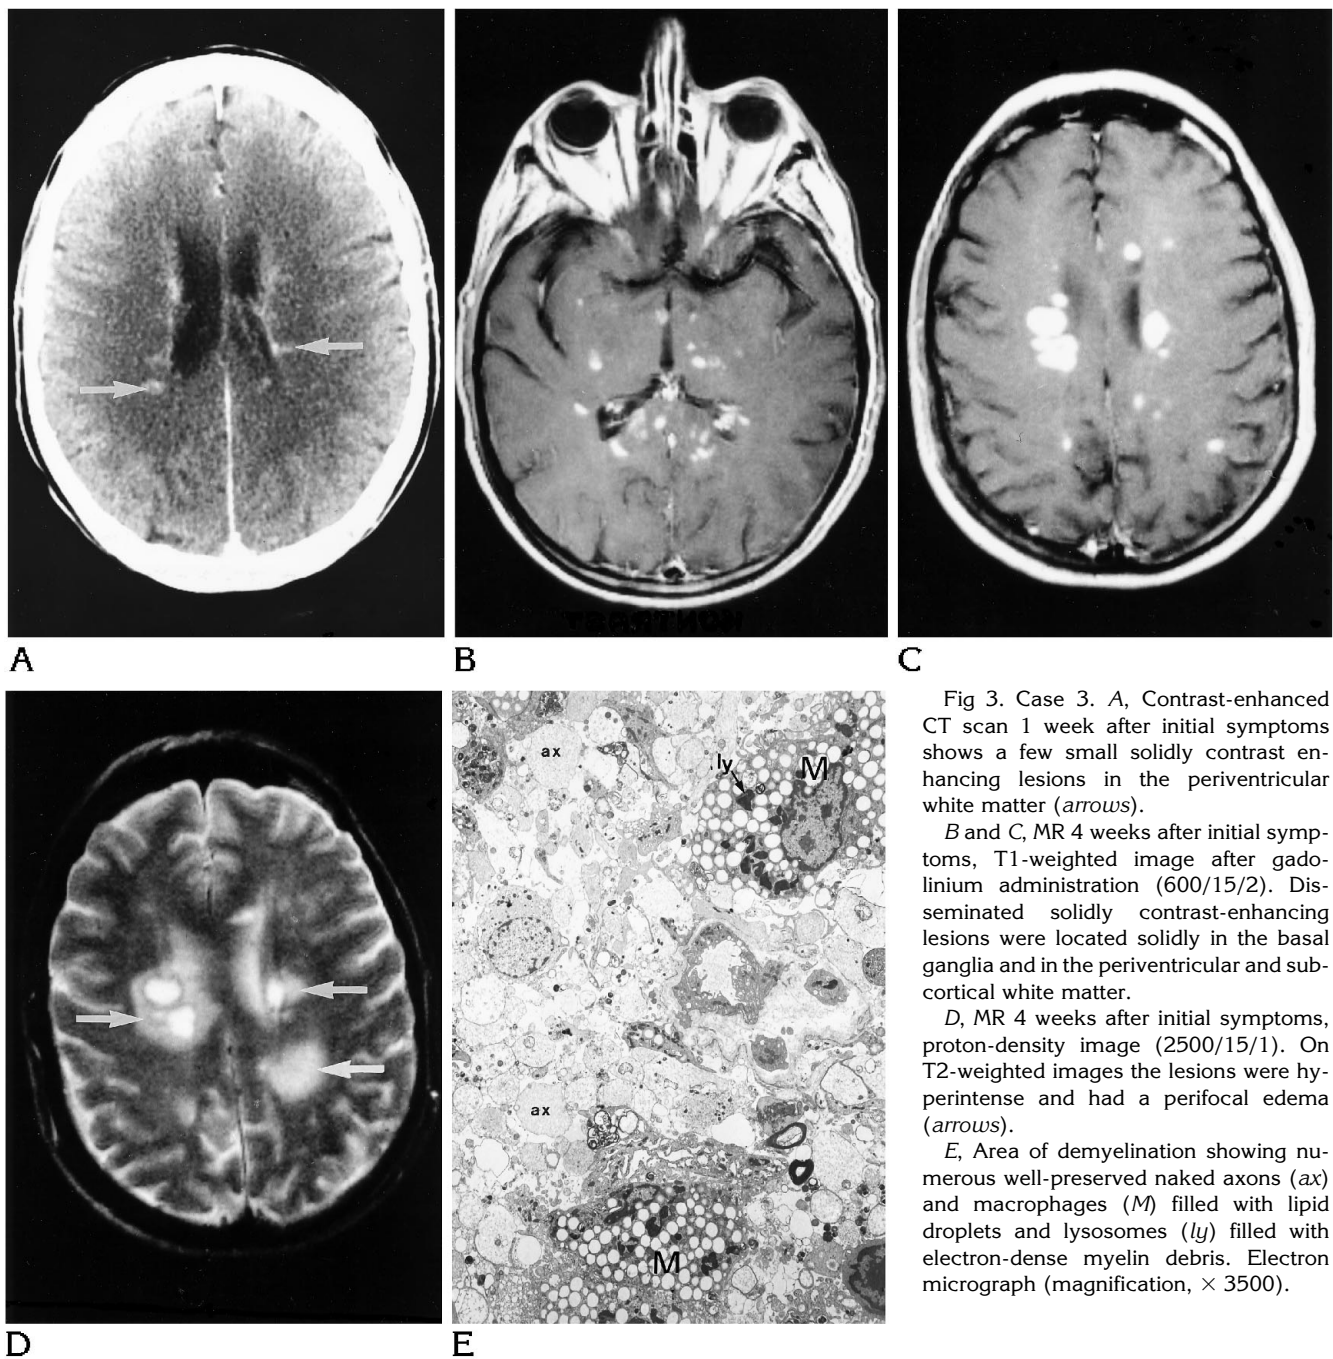 A
B
C
D
E
ax
ly
M
ax
M
Fig 3. Case 3. A, Contrast-enhanced
CT scan 1 week after initial symptoms
shows a few small solidly contrast en-
hancing lesions in the periventricular
white matter (arrows).
B and C, MR 4 weeks after initial symp-
toms, T1-weighted image after gado-
linium administration (600/15/2). Dis-
seminated solidly contrast-enhancing
lesions were located solidly in the basal
ganglia and in the periventricular and sub-
cortical white matter.
D, MR 4 weeks after initial symptoms,
proton-density image (2500/15/1). On
T2-weighted images the lesions were hy-
perintense and had a perifocal edema
(arrows).
E, Area of demyelination showing nu-
merous well-preserved naked axons (ax)
and macrophages (M) filled with lipid
droplets and lysosomes (ly) filled with
electron-dense myelin debris. Electron
micrograph (magnification, × 3500).